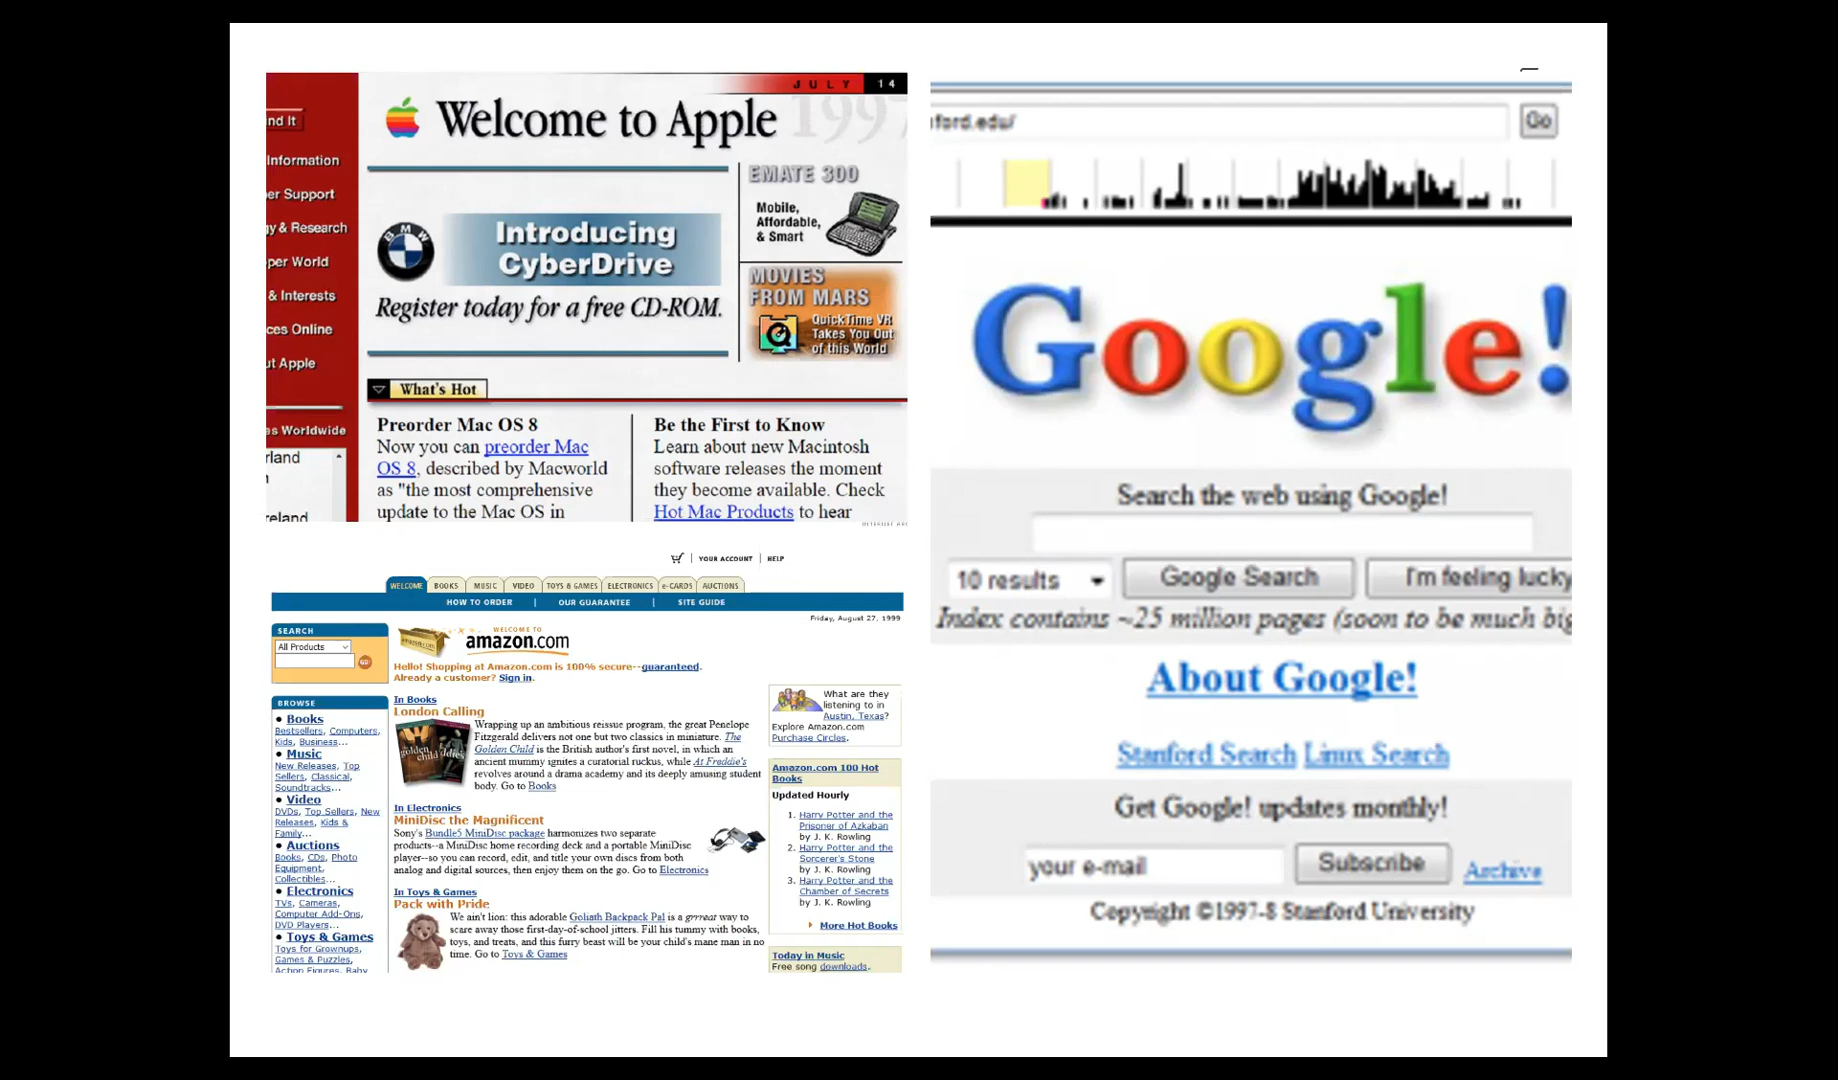 JULY 14
nd It
Welcome to Apple
1997
Information
er Support
y & Research
per World
& Interests
ces Online
ut Apple
as Worldwide
rland
n
reland
BMW
Introducing
CyberDrive
Register today for a free CD-ROM.
EMATE 300
Mobile,
Affordable,
& Smart
MOVIES
FROM MARS
QuickTime VR
Takes You Out
of this World
What's Hot
Preorder Mac OS 8
Now you can preorder Mac
OS 8, described by Macworld
as "the most comprehensive
update to the Mac OS in
Be the First to Know
Learn about new Macintosh
software releases the moment
they become available. Check
Hot Mac Products to hear
YOUR ACCOUNT | HELP
WELCOME BOOKS MUSIC VIDEO TOYS & GAMES ELECTRONICS e-CARDS AUCTIONS
HOW TO ORDER | OUR GUARANTEE | SITE GUIDE
Friday, August 27, 1999
SEARCH
All Products
GO!
BROWSE
• Books
Bestsellers, Computers,
Kids, Business...
• Music
New Releases, Top
Sellers, Classical,
Soundtracks...
• Video
DVDs, Top Sellers, New
Releases, Kids &
Family...
• Auctions
Books, CDs, Photo
Equipment,
Collectibles...
• Electronics
TVs, Cameras,
Computer Add-Ons,
DVD Players...
• Toys & Games
Toys for Grownups,
Games & Puzzles,
Action Figures, Baby
WELCOME TO
amazon.com
Hello! Shopping at Amazon.com is 100% secure--guaranteed.
Already a customer? Sign in.
In Books
London Calling
golden child
Wrapping up an ambitious reissue program, the great Penelope
Fitzgerald delivers not one but two classics in miniature. The
Golden Child is the British author's first novel, in which an
ancient mummy ignites a curatorial ruckus, while At Freddie's
revolves around a drama academy and its deeply amusing student
body. Go to Books
In Electronics
MiniDisc the Magnificent
Sony's Bundle5 MiniDisc package harmonizes two separate
products--a MiniDisc home recording deck and a portable MiniDisc
player--so you can record, edit, and title your own discs from both
analog and digital sources, then enjoy them on the go. Go to Electronics
In Toys & Games
Pack with Pride
We ain't lion: this adorable Goliath Backpack Pal is a grrreat way to
scare away those first-day-of-school jitters. Fill his tummy with books,
toys, and treats, and this furry beast will be your child's mane man in no
time. Go to Toys & Games
What are they
listening to in
Austin, Texas?
Explore Amazon.com
Purchase Circles.
Amazon.com 100 Hot
Books
Updated Hourly
1. Harry Potter and the
Prisoner of Azkaban
by J. K. Rowling
2. Harry Potter and the
Sorcerer's Stone
by J. K. Rowling
3. Harry Potter and the
Chamber of Secrets
by J. K. Rowling
More Hot Books
Today in Music
Free song downloads.
ford.edu/
Go
Google!
Search the web using Google!
10 results
Google Search
I'm feeling lucky
Index contains ~25 million pages (soon to be much big
About Google!
Stanford Search Linux Search
Get Google! updates monthly!
your e-mail
Subscribe
Archive
Copyright ©1997-8 Stanford University